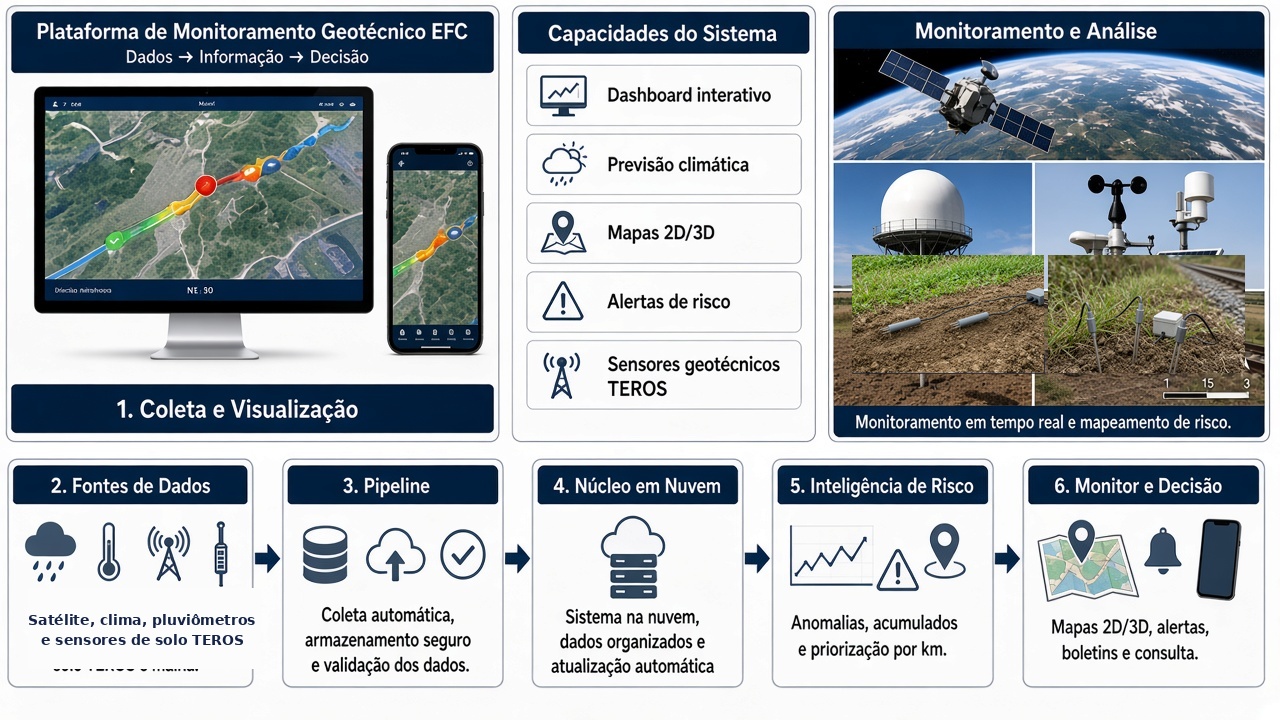 Plataforma de Monitoramento Geotécnico EFC
Dados → Informação → Decisão
NE : 30
1. Coleta e Visualização
Capacidades do Sistema
Dashboard interativo
Previsão climática
Mapas 2D/3D
Alertas de risco
Sensores geotécnicos
TEROS
Monitoramento e Análise
1 15 3
Monitoramento em tempo real e mapeamento de risco.
2. Fontes de Dados
Satélite, clima, pluviômetros
e sensores de solo TEROS
3. Pipeline
Coleta automática,
armazenamento seguro
e validação dos dados.
4. Núcleo em Nuvem
Sistema na nuvem,
dados organizados e
atualização automática
5. Inteligência de Risco
Anomalias, acumulados
e priorização por km.
6. Monitor e Decisão
Mapas 2D/3D, alertas,
boletins e consulta.